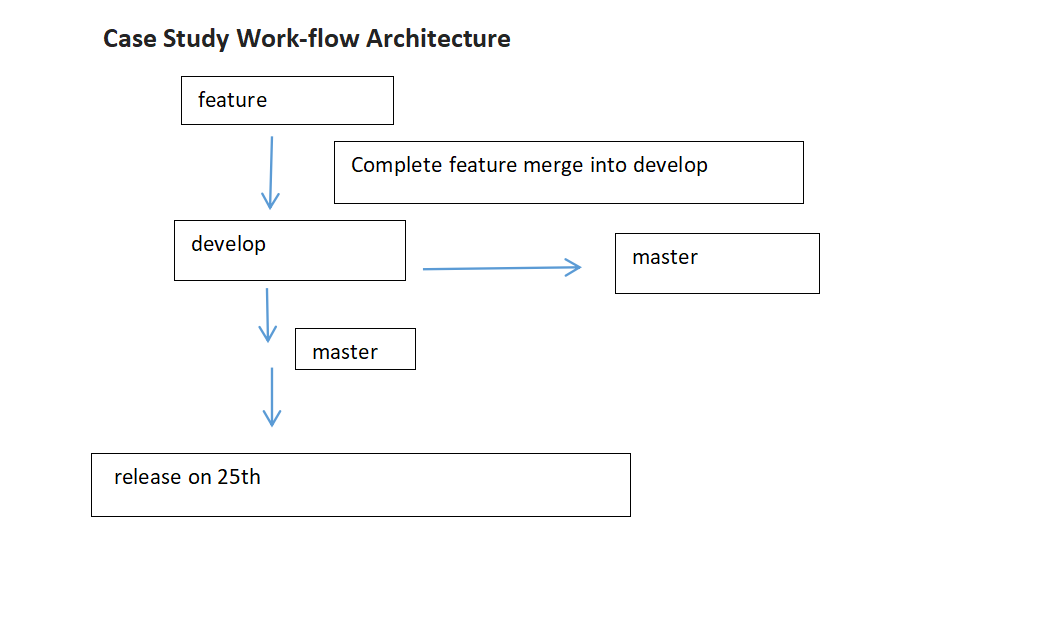 Case Study Work-flow Architecture
feature
Complete feature merge into develop
develop
master
master
release on 25th